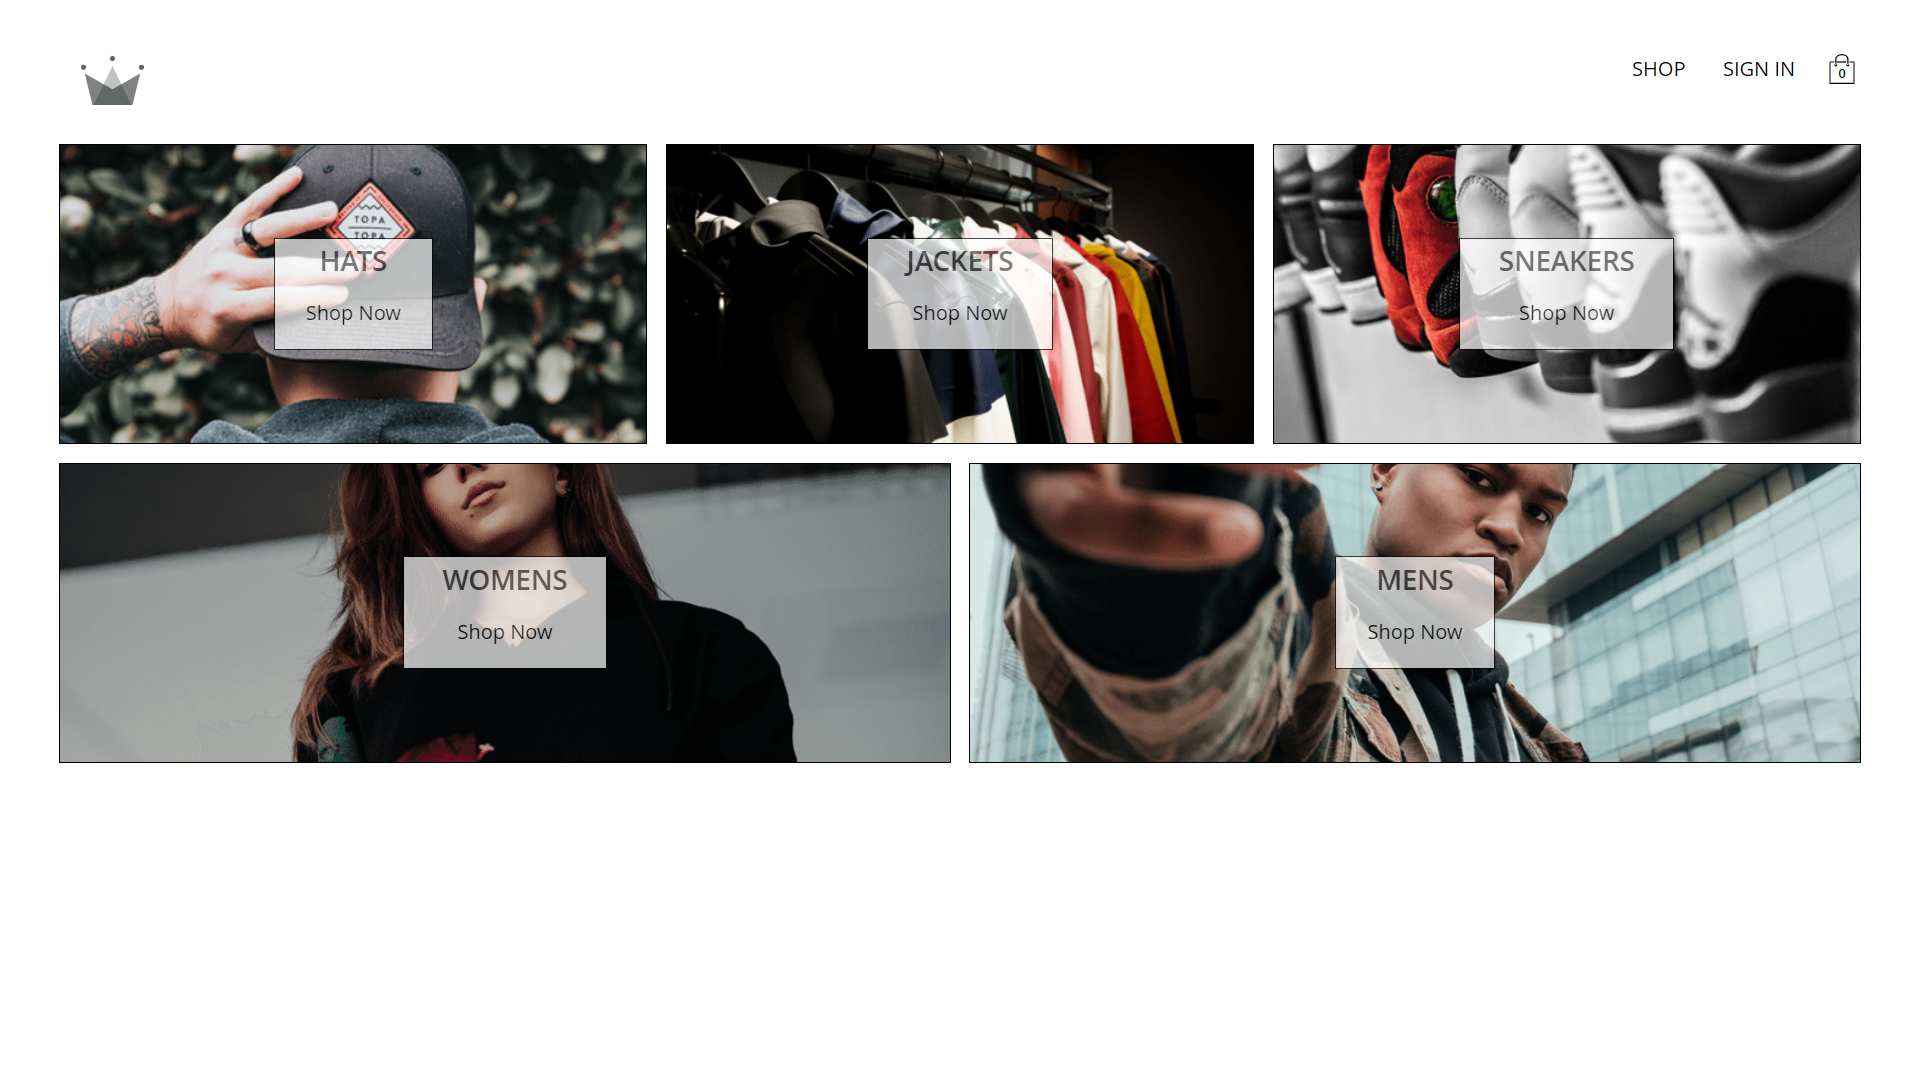 SHOP
SIGN IN
0
TOPA
TOPA
HATS
Shop Now
JACKETS
Shop Now
SNEAKERS
Shop Now
WOMENS
Shop Now
MENS
Shop Now